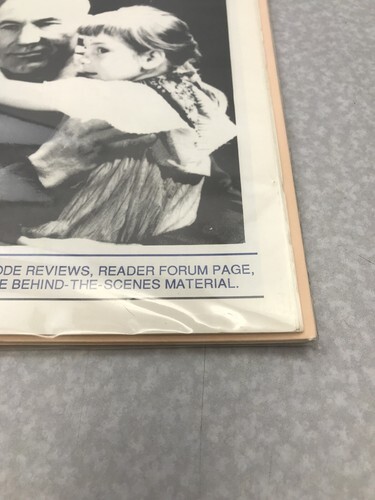 ODE REVIEWS, READER FORUM PAGE,
E BEHIND-THE-SCENES MATERIAL.